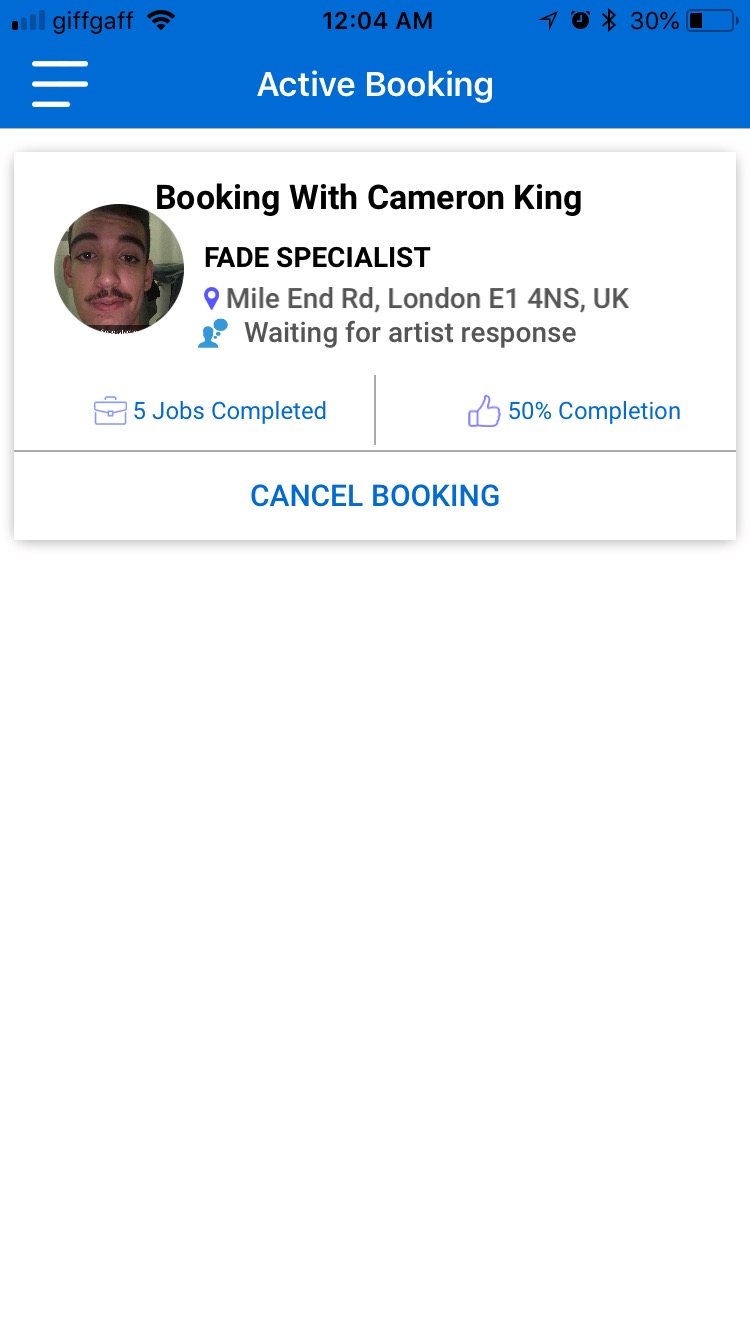 giffgaff 12:04 AM 30%
Active Booking
Booking With Cameron King
FADE SPECIALIST
Mile End Rd, London E1 4NS, UK
Waiting for artist response
5 Jobs Completed
50% Completion
CANCEL BOOKING